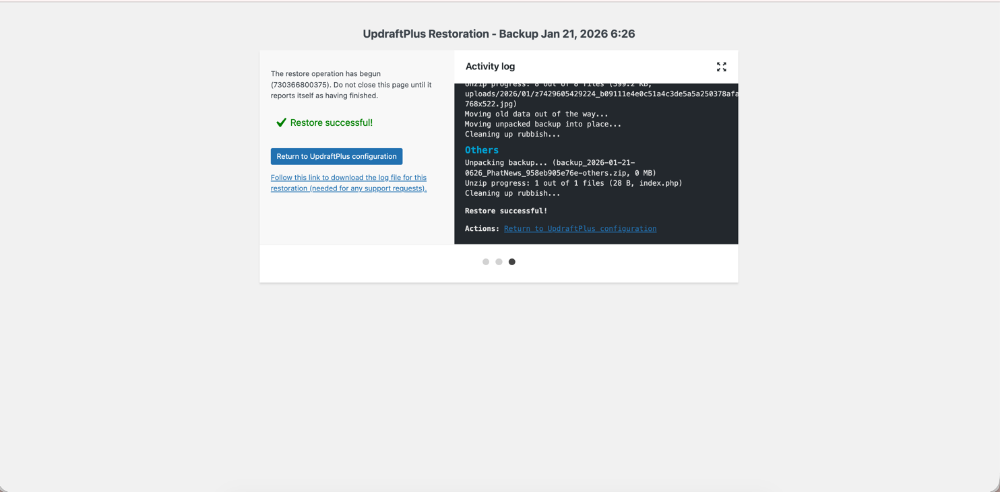 UpdraftPlus Restoration - Backup Jan 21, 2026 6:26
The restore operation has begun
(730366800375). Do not close this page until it
reports itself as having finished.
Restore successful!
Return to UpdraftPlus configuration
Follow this link to download the log file for this
restoration (needed for any support requests).
Activity log
Unzip progress: 8 out of 8 files (399.2 KB,
uploads/2026/01/z7429605429224_b09111e4e0c51a4c3de5a5a250378afa
768x522.jpg)
Moving old data out of the way...
Moving unpacked backup into place...
Cleaning up rubbish...
Others
Unpacking backup... (backup_2026-01-21-
0626_PhatNews_958eb905e76e-others.zip, 0 MB)
Unzip progress: 1 out of 1 files (28 B, index.php)
Cleaning up rubbish...
Restore successful!
Actions: Return to UpdraftPlus configuration